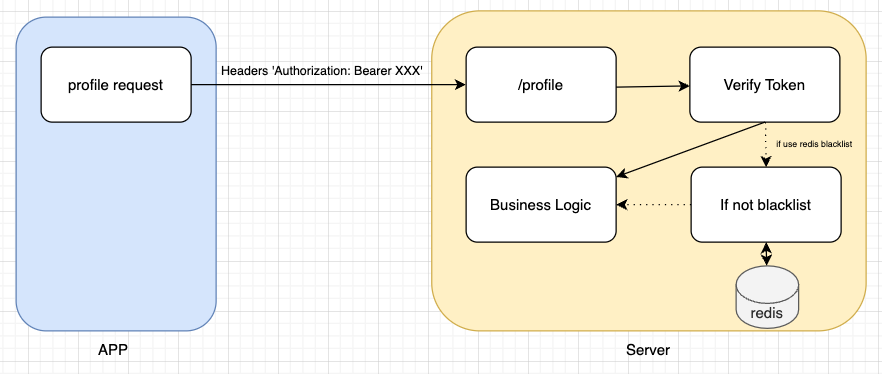 profile request
Headers 'Authorization: Bearer XXX'
/profile
Verify Token
if use redis blacklist
Business Logic
If not blacklist
redis
APP
Server